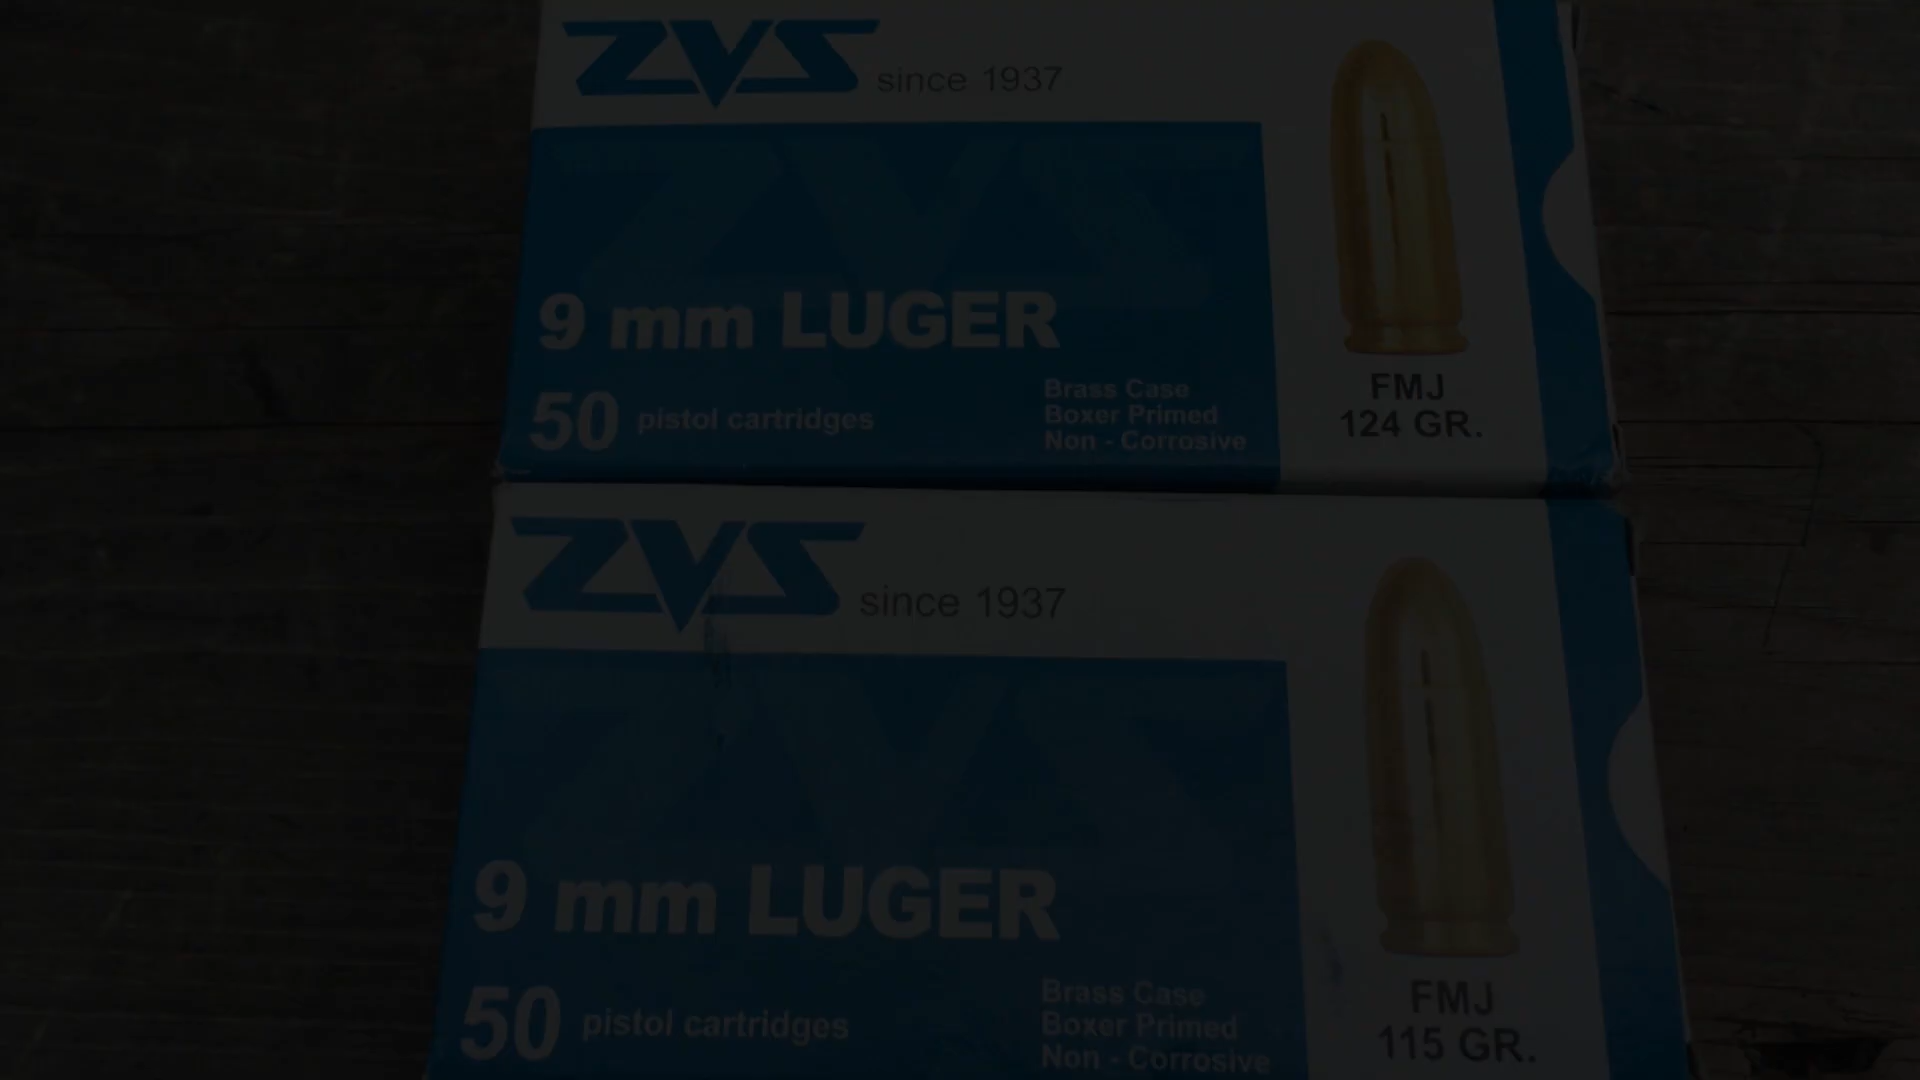 ZVS since 1937
9 mm LUGER
50 pistol cartridges
Brass Case
Boxer Primed
Non - Corrosive
FMJ
124 GR.
ZVS since 1937
9 mm LUGER
50 pistol cartridges
Brass Case
Boxer Primed
Non - Corrosive
FMJ
115 GR.